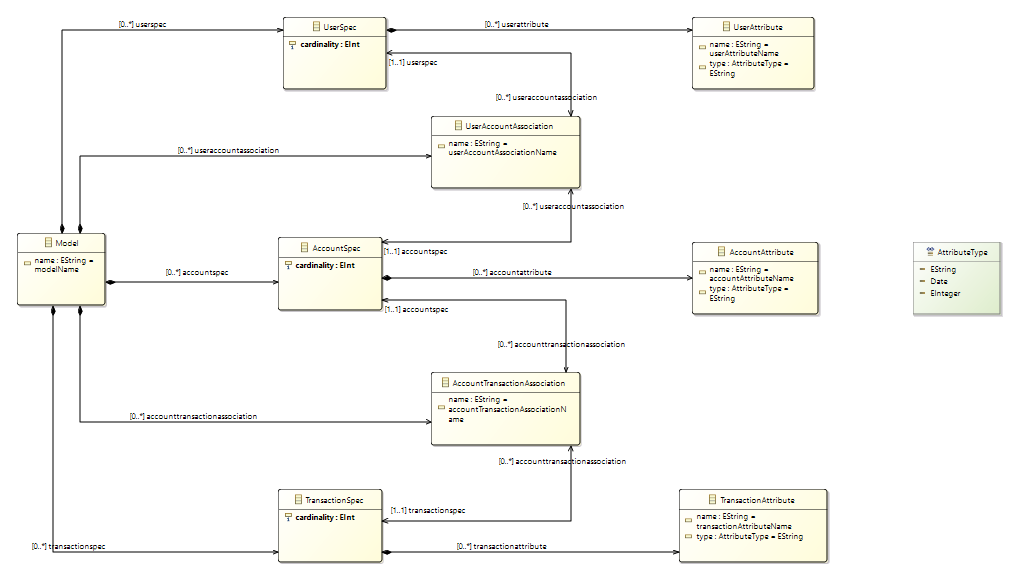 [0..*] userspec
UserSpec
cardinality : EInt
[0..*] userattribute
UserAttribute
name : EString =
userAttributeName
type : AttributeType =
EString
[1..1] userspec
[0..*] useraccountassociation
UserAccountAssociation
name : EString =
userAccountAssociationName
[0..*] useraccountassociation
[0..*] useraccountassociation
Model
name : EString =
modelName
[0..*] accountspec
AccountSpec
cardinality : EInt
[1..1] accountspec
[0..*] accountattribute
AccountAttribute
name : EString =
accountAttributeName
type : AttributeType =
EString
AttributeType
EString
Date
EInteger
[1..1] accountspec
[0..*] accounttransactionassociation
AccountTransactionAssociation
name : EString =
accountTransactionAssociationN
ame
[0..*] accounttransactionassociation
[0..*] accounttransactionassociation
TransactionSpec
cardinality : EInt
[1..1] transactionspec
[0..*] transactionspec
[0..*] transactionattribute
TransactionAttribute
name : EString =
transactionAttributeName
type : AttributeType = EString